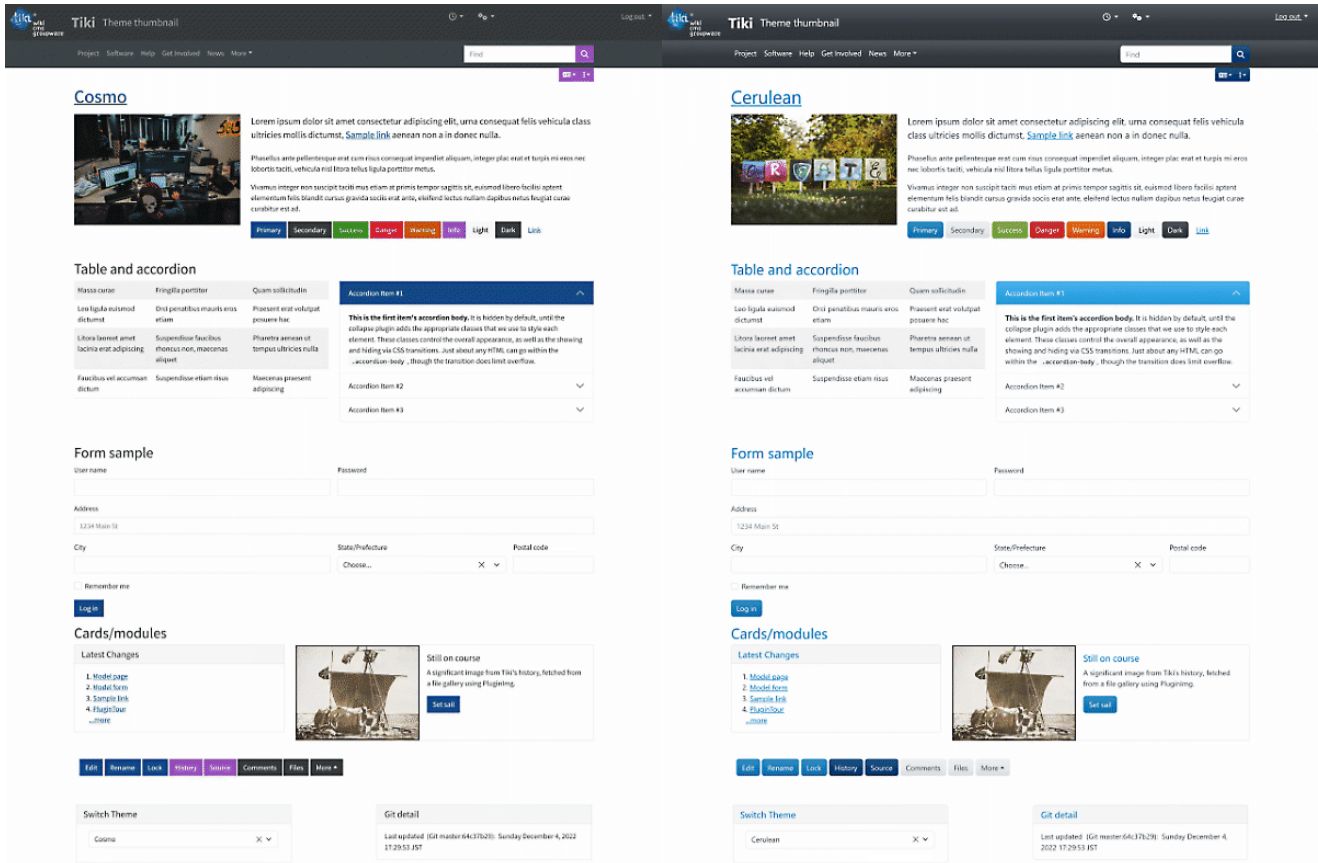 tiki wiki cms groupware
Tiki Theme thumbnail
Log out
Project Software Help Get Involved News More
Find
Cosmo
Lorem ipsum dolor sit amet consectetur adipiscing elit, urna consequat felis vehicula class
ultricies mollis dictumst, Sample link aenean non a in donec nulla.
Phasellus ante pellentesque erat cum risus consequat imperdiet aliquam, integer plac erat et turpis mi eros nec
lobortis taciti, vehicula nisl litora tellus ligula porttitor metus.
Vivamus integer non suscipit taciti mus etiam at primis tempor sagittis sit, euismod libero facilisi aptent
elementum felis blandit cursus gravida sociis erat ante, eleifend lectus nullam dapibus netus feugiat curae
curabitur est ad.
Primary Secondary Success Danger Warning Info Light Dark Link
Table and accordion
Massa curae Fringilla porttitor Quam sollicitudin
Leo ligula euismod Orci penatibus mauris eros Praesent erat volutpat
dictumst etiam posuere hac
Litora laoreet amet Suspendisse faucibus Pharetra aenean ut
lacinia erat adipiscing rhoncus non, maecenas tempus ultricies nulla
aliquet
Faucibus vel accumsan Suspendisse etiam risus Maecenas praesent
dictum adipiscing
Accordion Item #1
This is the first item's accordion body. It is hidden by default, until the
collapse plugin adds the appropriate classes that we use to style each
element. These classes control the overall appearance, as well as the showing
and hiding via CSS transitions. Just about any HTML can go within the
.accordion-body , though the transition does limit overflow.
Accordion Item #2
Accordion Item #3
Form sample
User name Password
Address
1234 Main St
City State/Prefecture Postal code
Choose...
Remember me
Log in
Cards/modules
Latest Changes
1. Model page
2. Model form
3. Sample link
4. PluginTour
...more
Still on course
A significant image from Tiki's history, fetched from
a file gallery using PluginImg.
Set sail
Edit Rename Lock History Source Comments Files More
Switch Theme
Cosmo
Git detail
Last updated (Git master:64c37b29): Sunday December 4, 2022
17:29:53 JST
tiki wiki cms groupware
Tiki Theme thumbnail
Log out
Project Software Help Get Involved News More
Find
Cerulean
Lorem ipsum dolor sit amet consectetur adipiscing elit, urna consequat felis vehicula
class ultricies mollis dictumst, Sample link aenean non a in donec nulla.
Phasellus ante pellentesque erat cum risus consequat imperdiet aliquam, integer plac erat et turpis mi eros
nec lobortis taciti, vehicula nisl litora tellus ligula porttitor metus.
Vivamus integer non suscipit taciti mus etiam at primis tempor sagittis sit, euismod libero facilisi aptent
elementum felis blandit cursus gravida sociis erat ante, eleifend lectus nullam dapibus netus feugiat curae
curabitur est ad.
Primary Secondary Success Danger Warning Info Light Dark Link
Table and accordion
Massa curae Fringilla porttitor Quam sollicitudin
Leo ligula euismod Orci penatibus mauris eros Praesent erat volutpat
dictumst etiam posuere hac
Litora laoreet amet Suspendisse faucibus Pharetra aenean ut
lacinia erat adipiscing rhoncus non, maecenas tempus ultricies nulla
aliquet
Faucibus vel Suspendisse etiam risus Maecenas praesent
accumsan dictum adipiscing
Accordion Item #1
This is the first item's accordion body. It is hidden by default, until the
collapse plugin adds the appropriate classes that we use to style each
element. These classes control the overall appearance, as well as the
showing and hiding via CSS transitions. Just about any HTML can go
within the .accordion-body , though the transition does limit overflow.
Accordion Item #2
Accordion Item #3
Form sample
User name Password
Address
1234 Main St
City State/Prefecture Postal code
Choose...
Remember me
Log in
Cards/modules
Latest Changes
1. Model page
2. Model form
3. Sample link
4. PluginTour
...more
Still on course
A significant image from Tiki's history, fetched
from a file gallery using PluginImg.
Set sail
Edit Rename Lock History Source Comments Files More
Switch Theme
Cerulean
Git detail
Last updated (Git master:64c37b29): Sunday December 4,
2022 17:29:53 JST